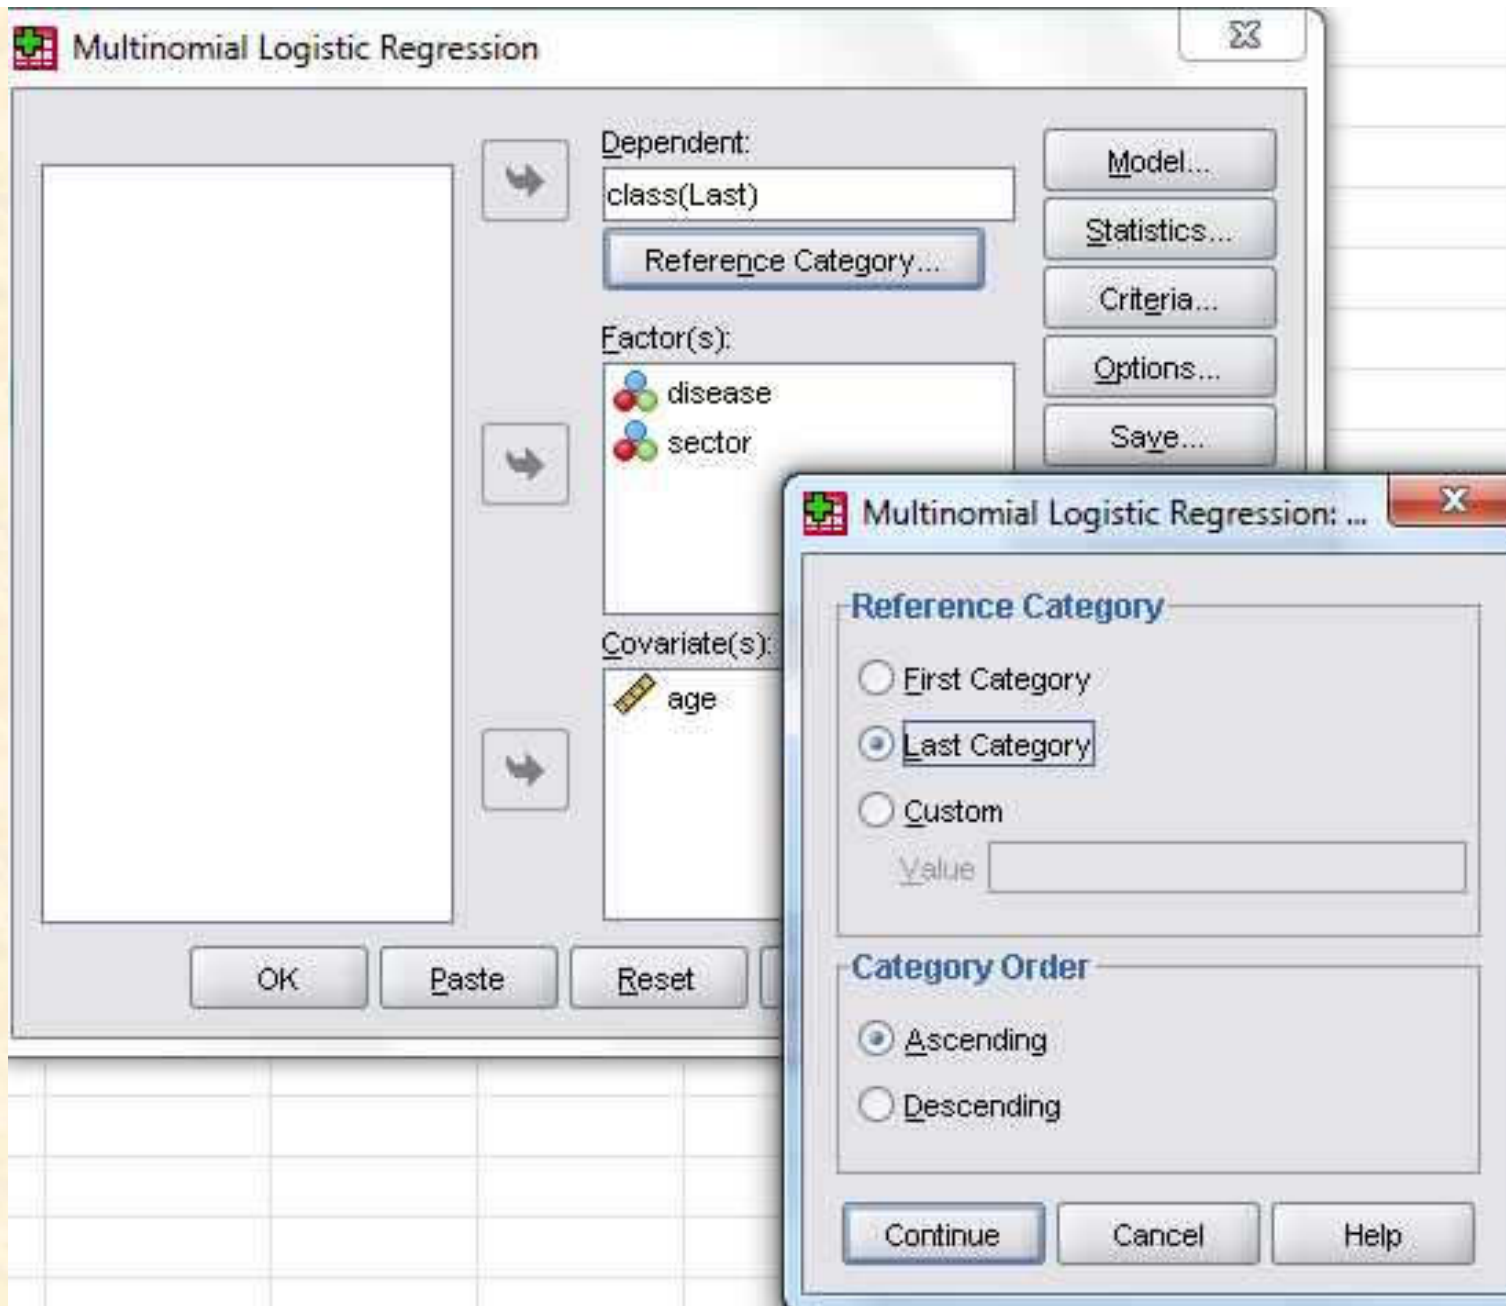 Multinomial Logistic Regression
Dependent:
class(Last)
Reference Category...
Factor(s):
disease
sector
Covariate(s):
age
Model...
Statistics...
Criteria...
Options...
Save...
OK
Paste
Reset
Multinomial Logistic Regression: ...
Reference Category
First Category
Last Category
Custom
Value
Category Order
Ascending
Descending
Continue
Cancel
Help